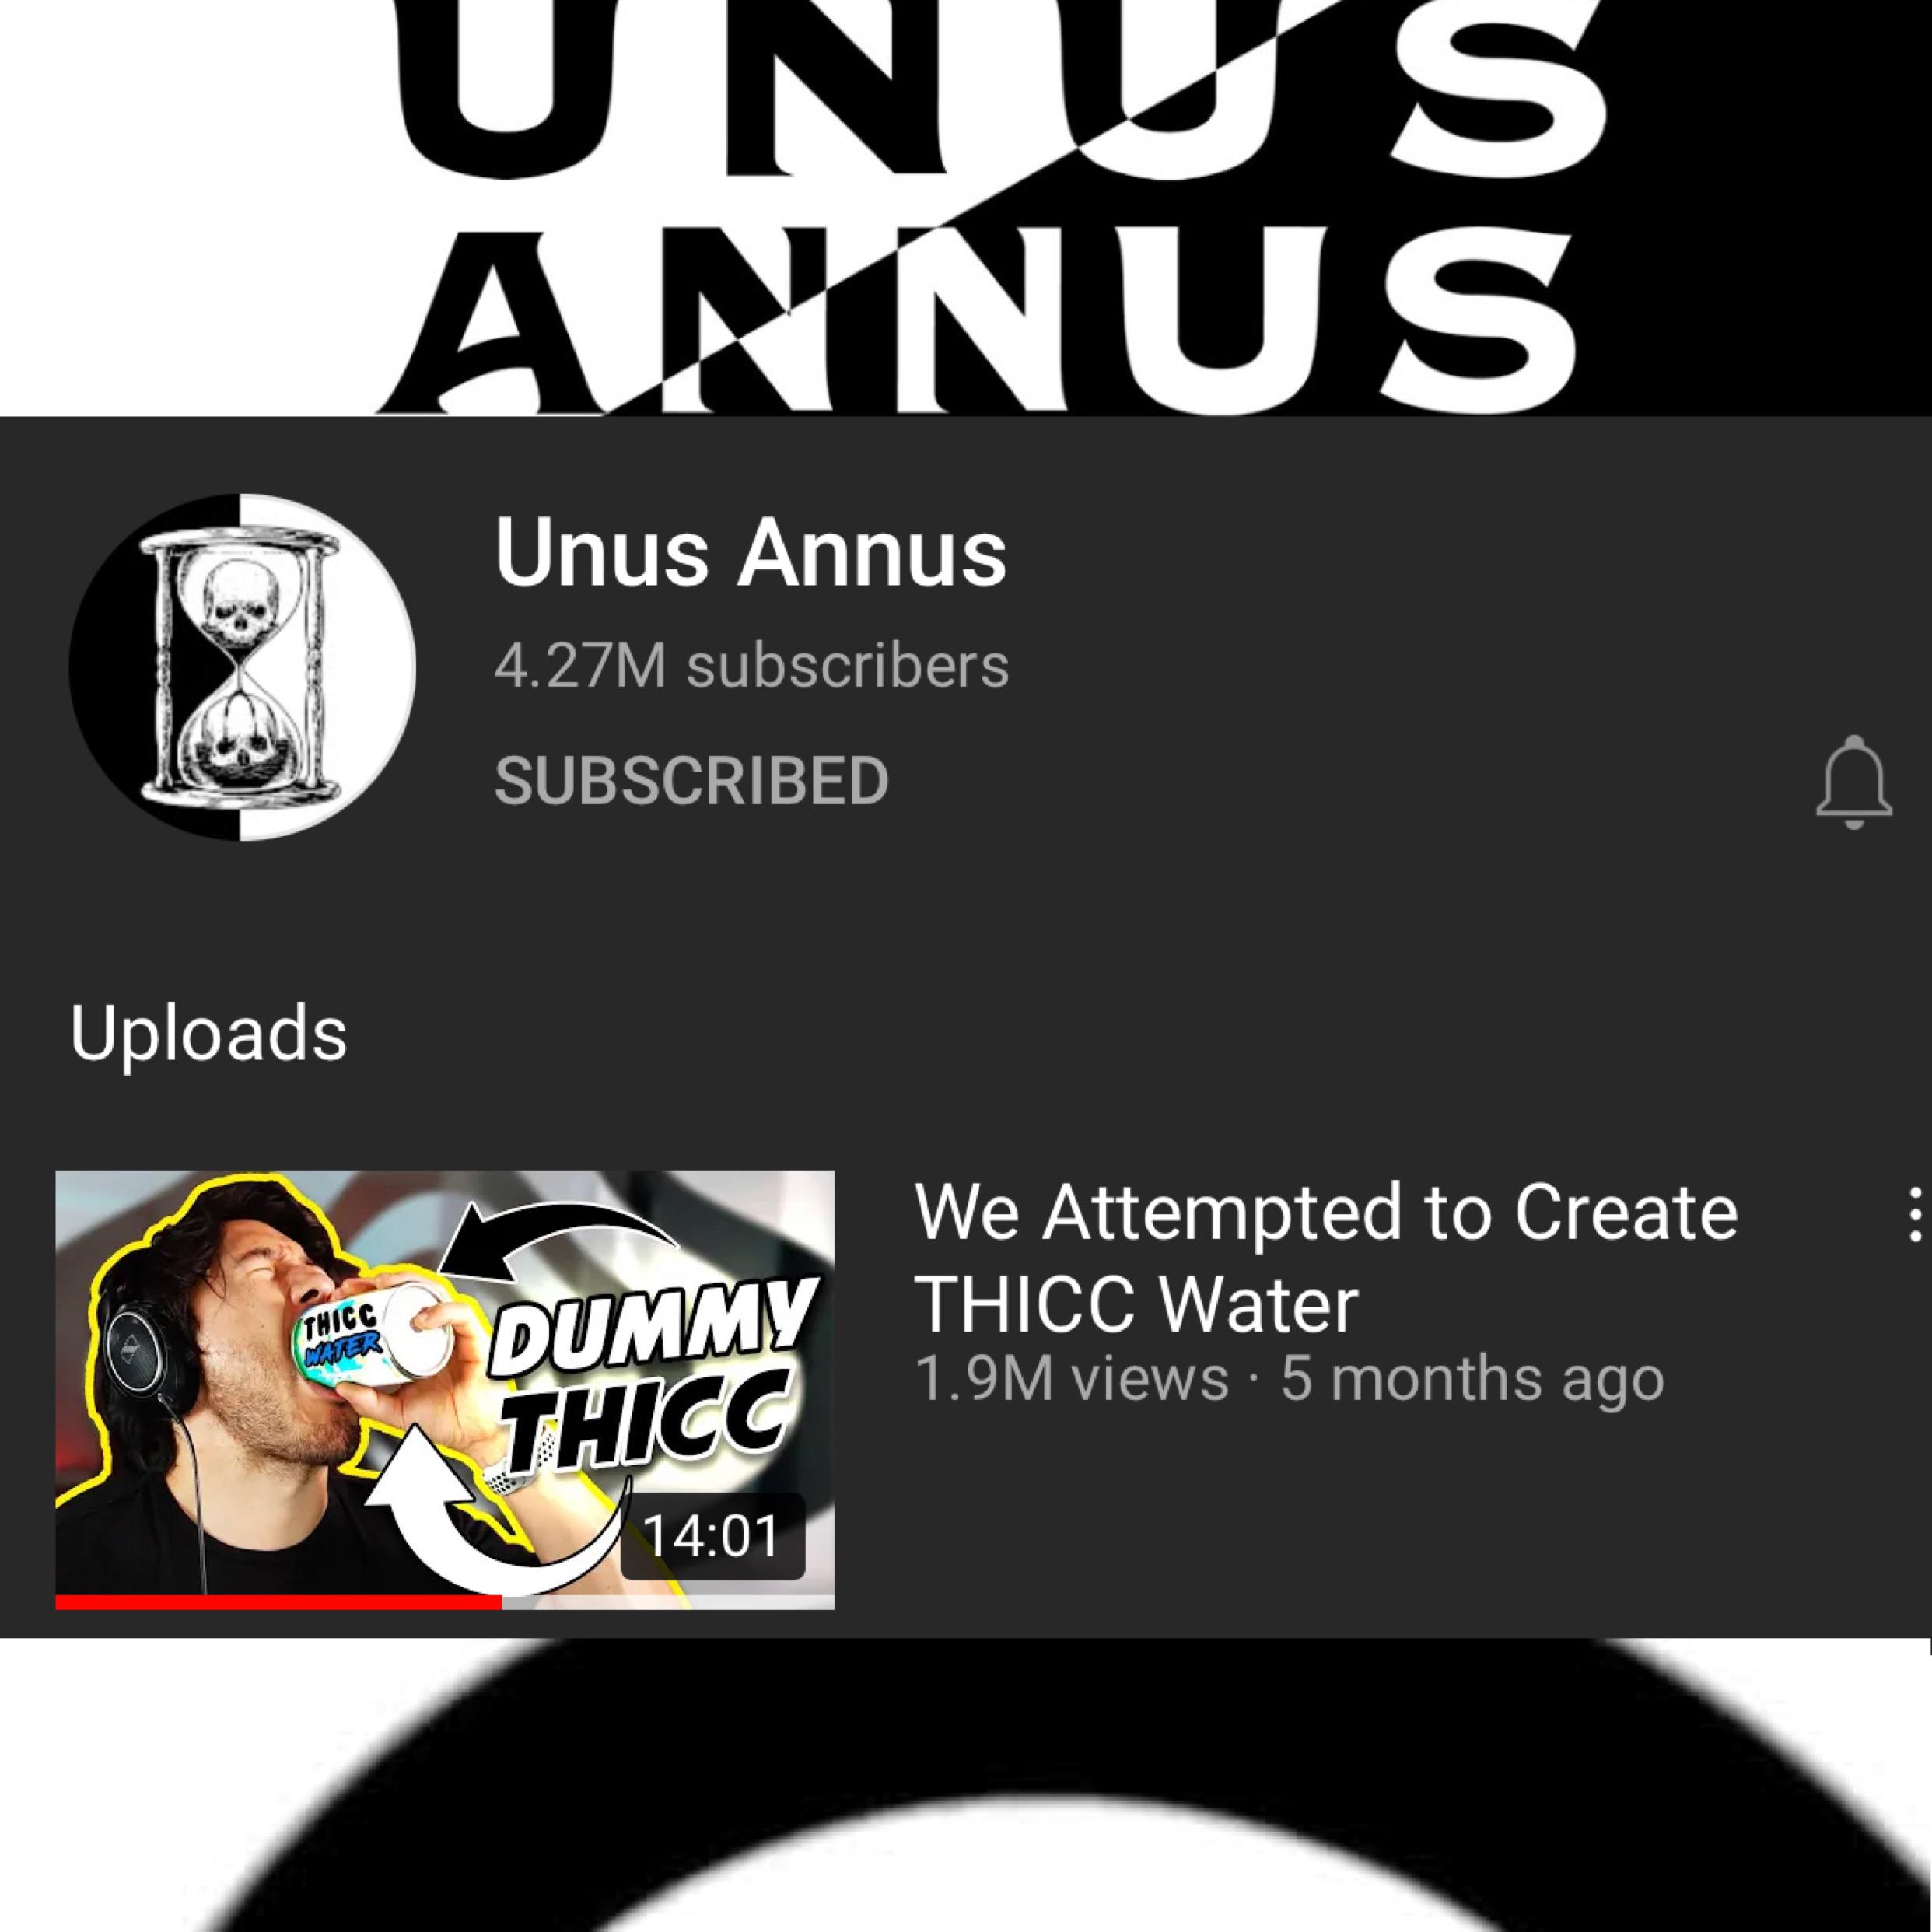 UNUS
ANNUS
Unus Annus
4.27M subscribers
SUBSCRIBED
Uploads
THICC
WATER
DUMMY
THICC
14:01
We Attempted to Create
THICC Water
1.9M views · 5 months ago